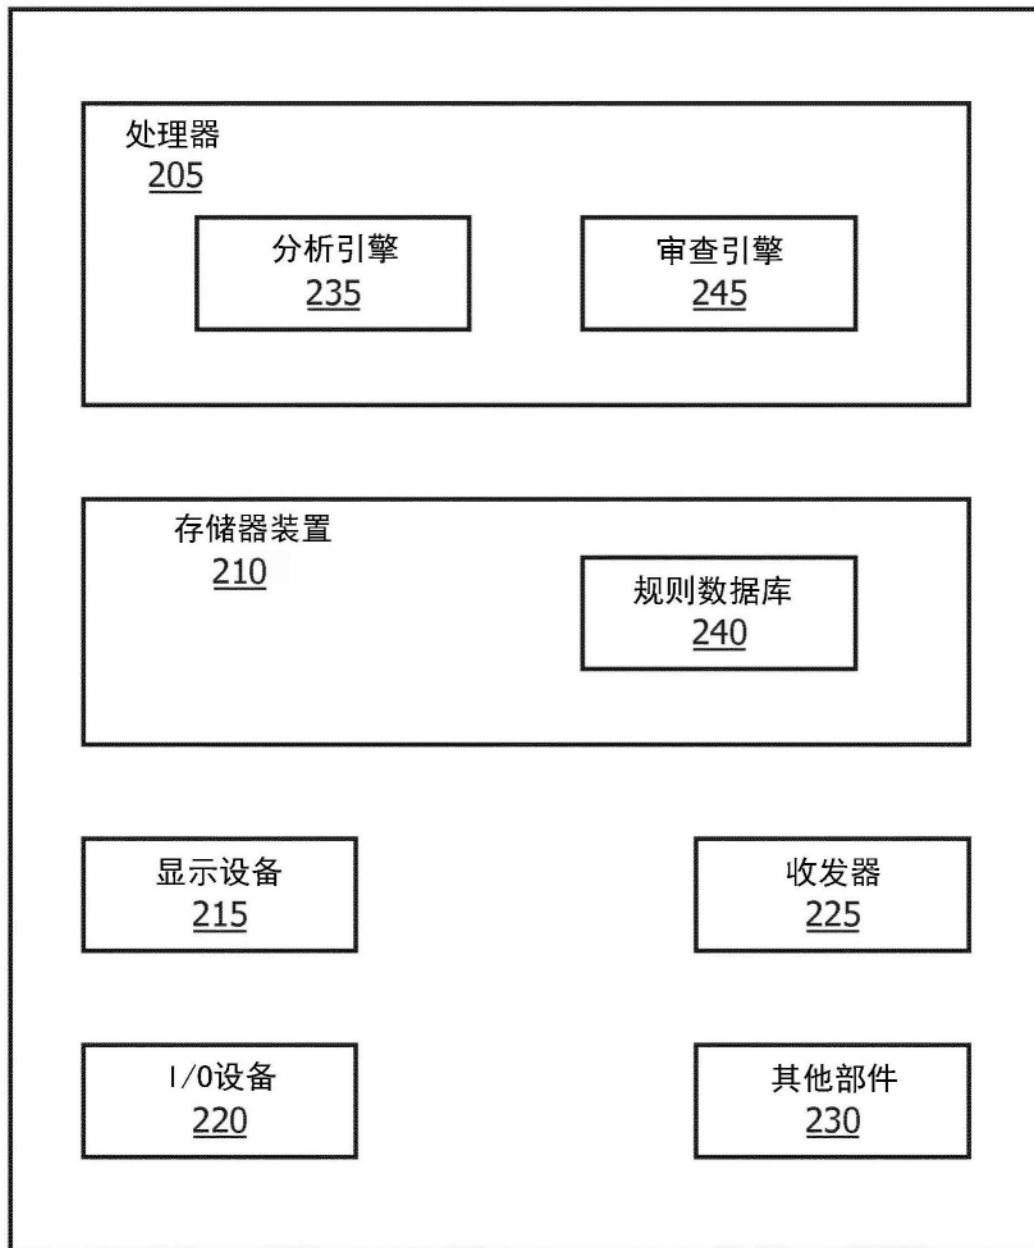 处理器
205
分析引擎
235
审查引擎
245
存储器装置
210
规则数据库
240
显示设备
215
收发器
225
I/O设备
220
其他部件
230